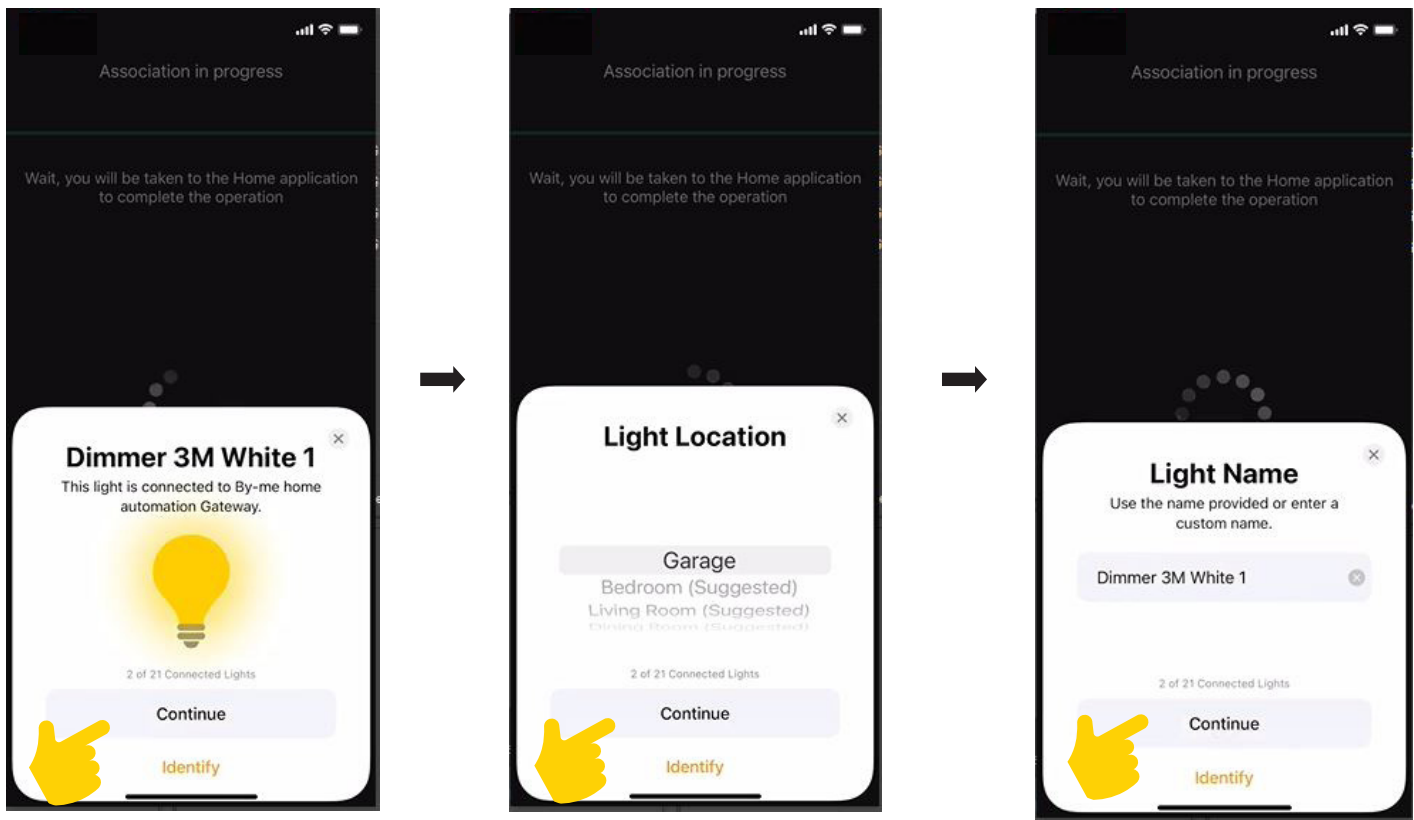 Association in progress
Wait, you will be taken to the Home application
to complete the operation
Dimmer 3M White 1
This light is connected to By-me home
automation Gateway.
2 of 21 Connected Lights
Continue
Identify
Association in progress
Wait, you will be taken to the Home application
to complete the operation
Light Location
Garage
Bedroom (Suggested)
Living Room (Suggested)
Dining Room (Suggested)
2 of 21 Connected Lights
Continue
Identify
Association in progress
Wait, you will be taken to the Home application
to complete the operation
Light Name
Use the name provided or enter a
custom name.
Dimmer 3M White 1
2 of 21 Connected Lights
Continue
Identify